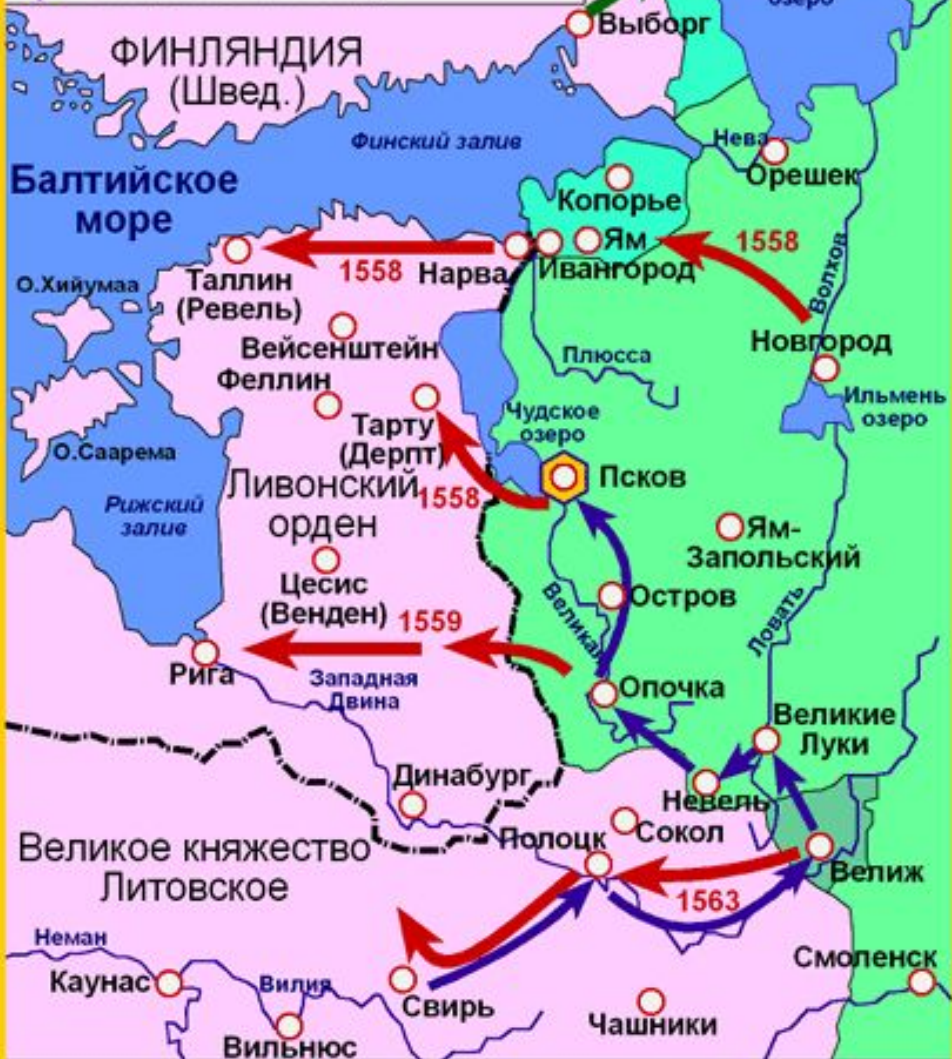 озеро
Выборг
ФИНЛЯНДИЯ
(Швед.)
Финский залив
Нева
Орешек
Балтийское
море
Копорье
Ям
1558
1558
Нарва
Ивангород
Волхов
Таллин
(Ревель)
О.Хийумаа
Вейсенштейн
Новгород
Плюсса
Феллин
Ильмень
озеро
Чудское
озеро
Тарту
(Дерпт)
О.Саарема
Псков
Ливонский
орден
1558
Рижский
залив
Ям-
Запольский
Цесис
(Венден)
Остров
1559
Великая
Ловать
Рига
Западная
Двина
Опочка
Великие
Луки
Динабург
Невель
Сокол
Полоцк
Великое княжество
Литовское
Велиж
1563
Неман
Смоленск
Каунас
Вилия
Свирь
Чашники
Вильнюс